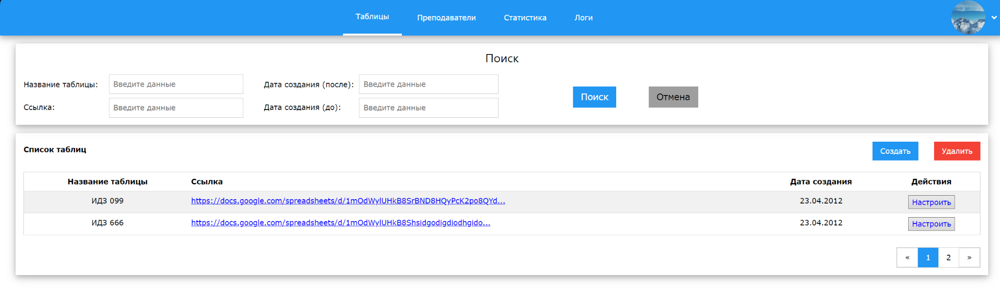 Таблицы Преподаватели Статистика Логи
Поиск
Название таблицы: Введите данные Дата создания (после): Введите данные
Поиск Отмена
Ссылка: Введите данные Дата создания (до): Введите данные
Список таблиц Создать Удалить
Название таблицы Ссылка Дата создания Действия
ИДЗ 099 https://docs.google.com/spreadsheets/d/1mOdWylUHkB8SrBND8HQyPcK2po8QYd... 23.04.2012 Настроить
ИДЗ 666 https://docs.google.com/spreadsheets/d/1mOdWylUHkB8Shsidgodigdiodhgido... 23.04.2012 Настроить
« 1 2 »